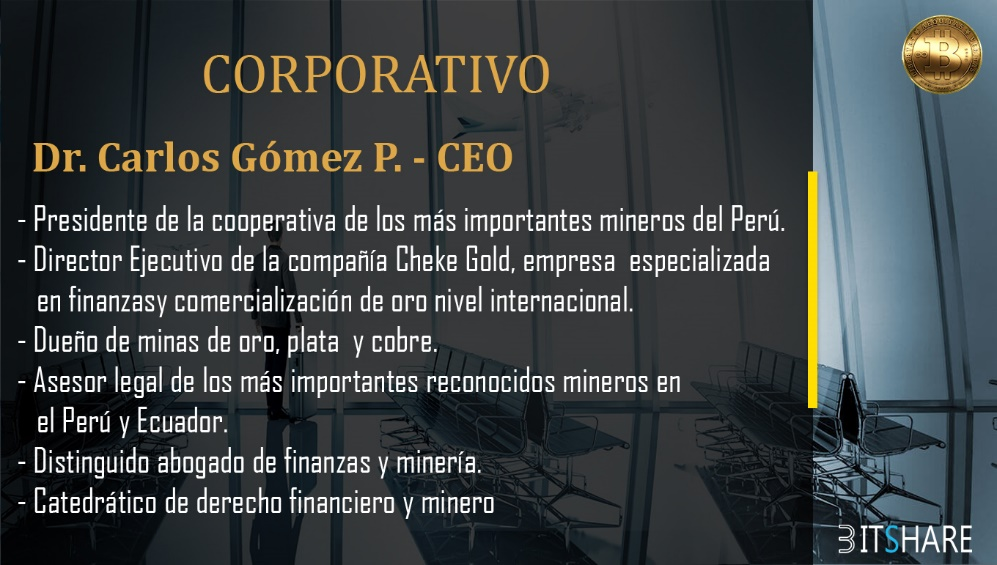 CORPORATIVO
Dr. Carlos Gómez P. - CEO
- Presidente de la cooperativa de los más importantes mineros del Perú.
- Director Ejecutivo de la compañía Cheke Gold, empresa especializada
en finanzasy comercialización de oro nivel internacional.
- Dueño de minas de oro, plata y cobre.
- Asesor legal de los más importantes reconocidos mineros en
el Perú y Ecuador.
- Distinguido abogado de finanzas y minería.
- Catedrático de derecho financiero y minero
BITSHARE